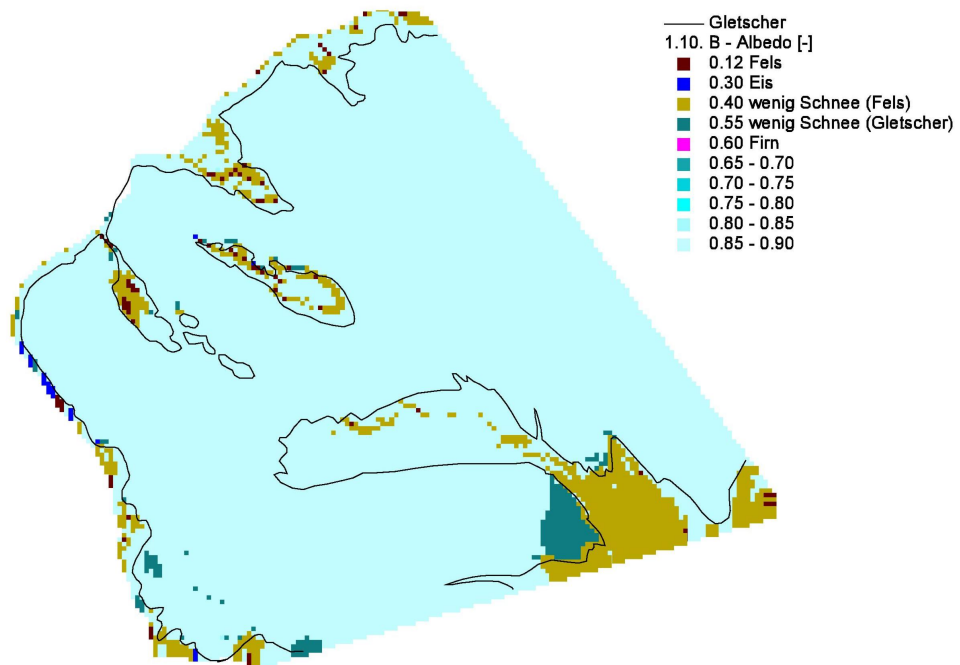 Gletscher
1.10. B - Albedo [-]
0.12 Fels
0.30 Eis
0.40 wenig Schnee (Fels)
0.55 wenig Schnee (Gletscher)
0.60 Firn
0.65 - 0.70
0.70 - 0.75
0.75 - 0.80
0.80 - 0.85
0.85 - 0.90